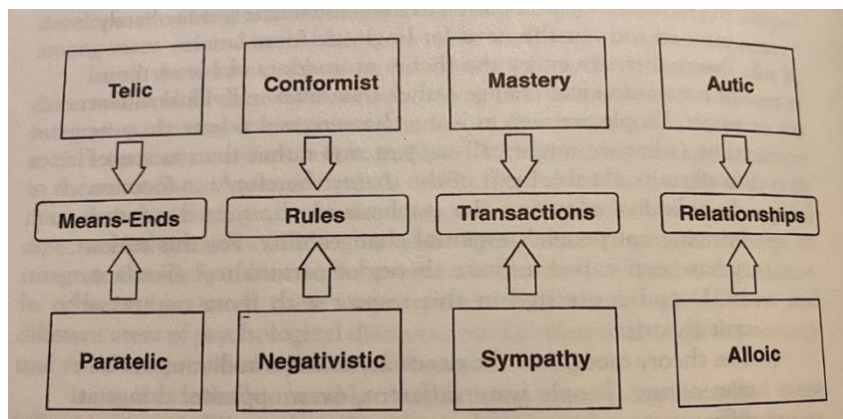 Telic
Conformist
Mastery
Autic
Means-Ends
Rules
Transactions
Relationships
Paratelic
Negativistic
Sympathy
Alloic